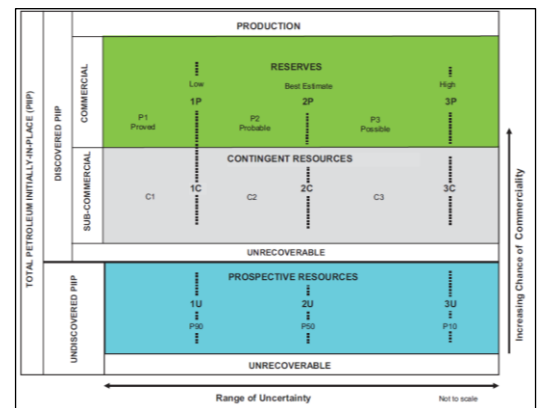 PRODUCTION
RESERVES
Low
Best Estimate
High
1P
2P
3P
P1
Proved
P2
Probable
P3
Possible
CONTINGENT RESOURCES
1C
2C
3C
C1
C2
C3
UNRECOVERABLE
PROSPECTIVE RESOURCES
1U
2U
3U
P90
P50
P10
UNRECOVERABLE
TOTAL PETROLEUM INITIALLY-IN-PLACE (PIIP)
DISCOVERED PIIP
COMMERCIAL
SUB-COMMERCIAL
UNDISCOVERED PIIP
Increasing Chance of Commerciality
Range of Uncertainty
Not to scale